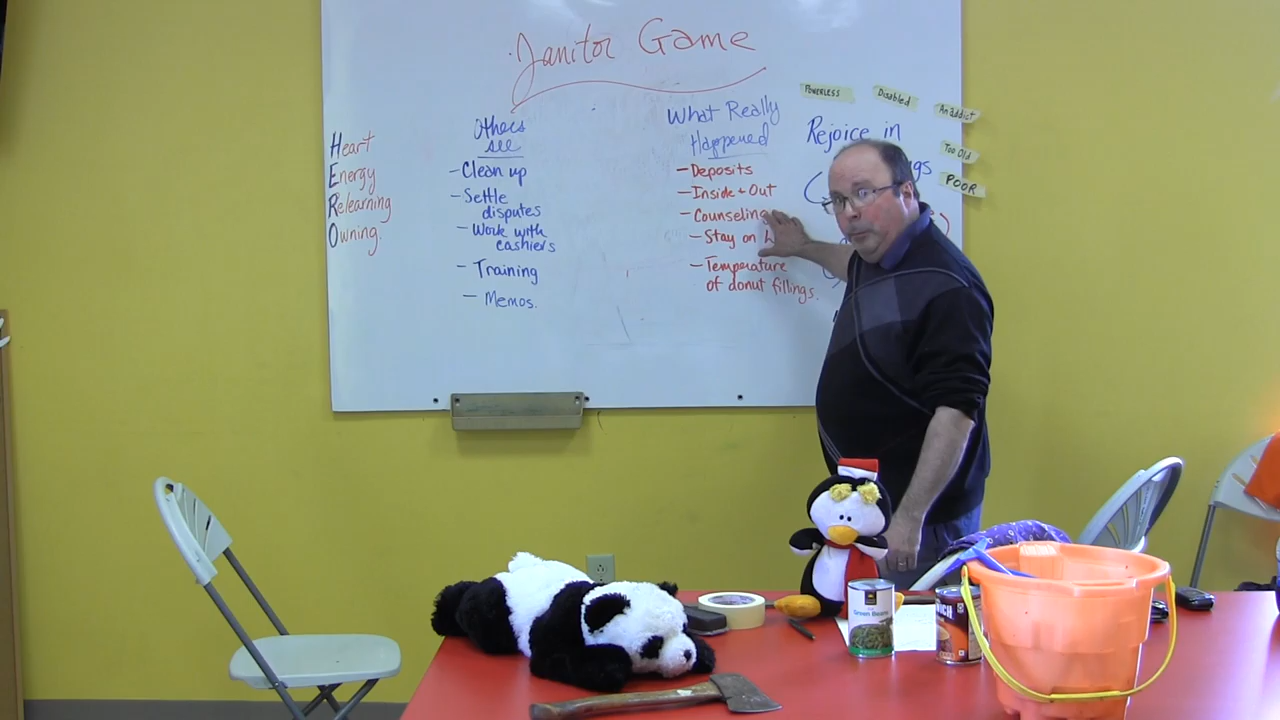 Janitor Game
Heart
Energy
Relearning
Owning.
Others
see
- Clean up
- Settle
disputes
- Work with
cashiers
- Training
- Memos.
What Really
Happened
- Deposits
- Inside + Out
- Counseling
- Stay on
- Temperature
of donut fillings.
POWERLESS
Disabled
An addict
Too Old
POOR
Rejoice in
Green Beans